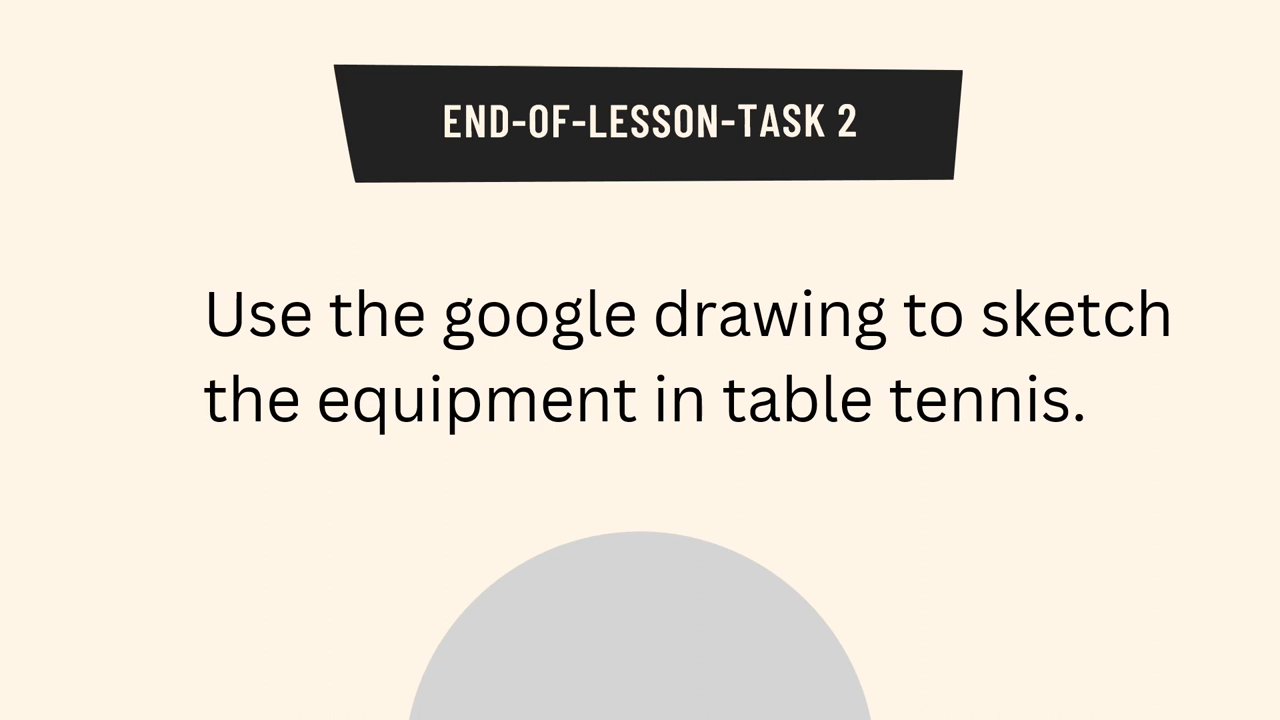 END-OF-LESSON-TASK 2
Use the google drawing to sketch
the equipment in table tennis.